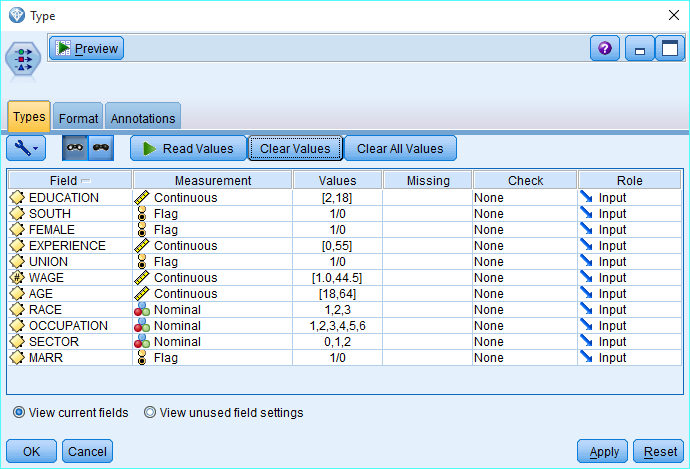 Type
Preview
Types Format Annotations
Read Values Clear Values Clear All Values
Field Measurement Values Missing Check Role
EDUCATION Continuous [2,18] None Input
SOUTH Flag 1/0 None Input
FEMALE Flag 1/0 None Input
EXPERIENCE Continuous [0,55] None Input
UNION Flag 1/0 None Input
WAGE Continuous [1.0,44.5] None Input
AGE Continuous [18,64] None Input
RACE Nominal 1,2,3 None Input
OCCUPATION Nominal 1,2,3,4,5,6 None Input
SECTOR Nominal 0,1,2 None Input
MARR Flag 1/0 None Input
View current fields View unused field settings
OK Cancel Apply Reset